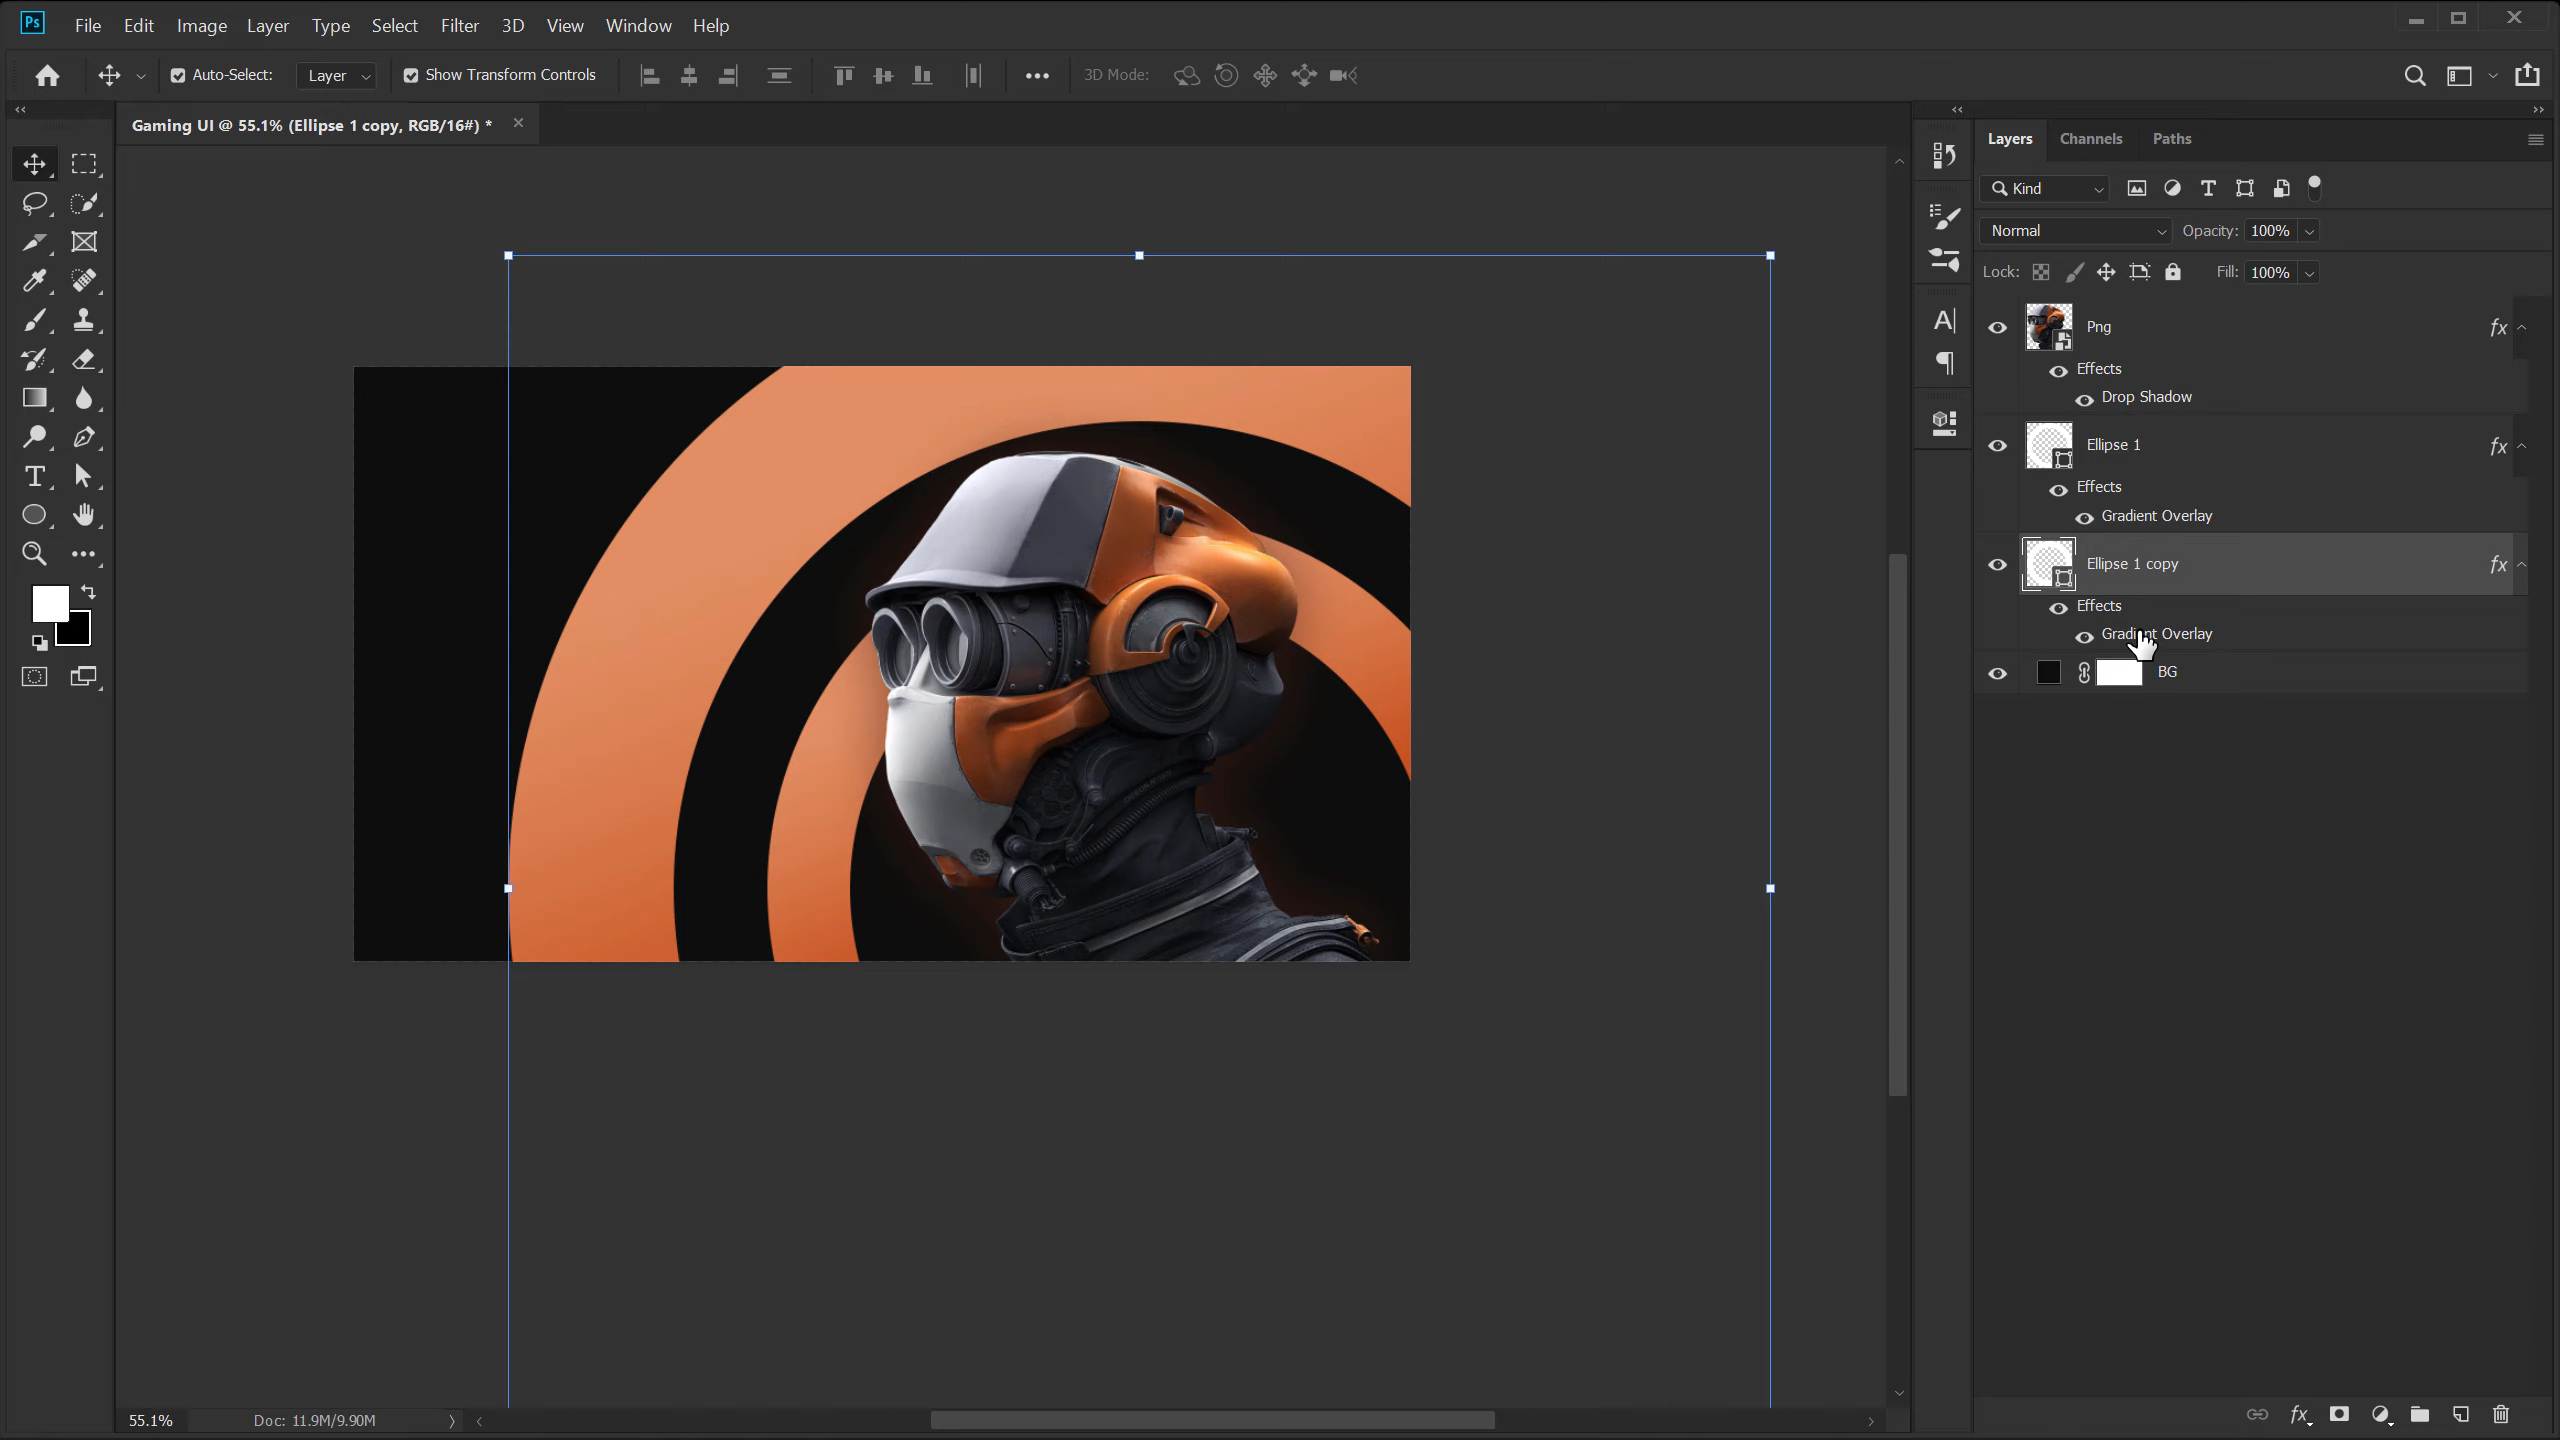 Ps File Edit Image Layer Type Select Filter 3D View Window Help
Auto-Select: Layer Show Transform Controls 3D Mode:
Gaming UI @ 55.1% (Ellipse 1 copy, RGB/16#) *
Layers Channels Paths
Kind
Normal Opacity: 100%
Lock: Fill: 100%
Png fx
Effects
Drop Shadow
Ellipse 1 fx
Effects
Gradient Overlay
Ellipse 1 copy fx
Effects
Gradient Overlay
BG
55.1% Doc: 11.9M/9.90M
fx